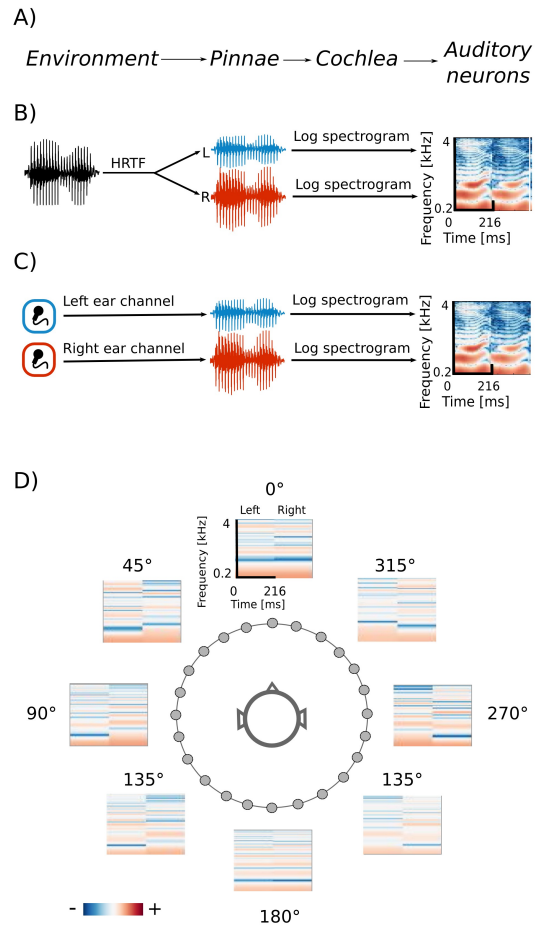 A)
Environment Pinnae Cochlea Auditory
neurons
B)
HRTF
L
R
Log spectrogram
Log spectrogram
Frequency [kHz]
4
0.2
0 216
Time [ms]
C)
Left ear channel
Right ear channel
Log spectrogram
Log spectrogram
Frequency [kHz]
4
0.2
0 216
Time [ms]
D)
0°
Left Right
Frequency [kHz]
4
0.2
0 216
Time [ms]
45°
315°
90°
270°
135°
135°
180°
- +